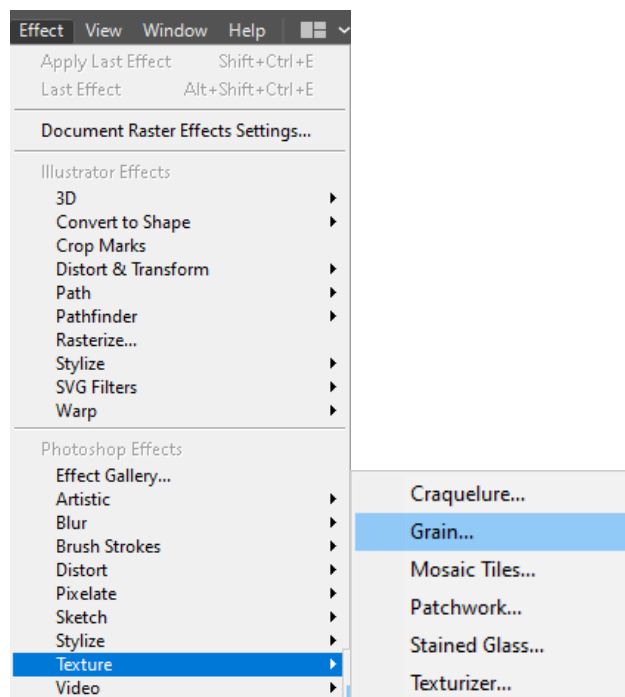 Effect View Window Help
Apply Last Effect Shift+Ctrl+E
Last Effect Alt+Shift+Ctrl+E
Document Raster Effects Settings...
Illustrator Effects
3D
Convert to Shape
Crop Marks
Distort & Transform
Path
Pathfinder
Rasterize...
Stylize
SVG Filters
Warp
Photoshop Effects
Effect Gallery...
Artistic
Blur
Brush Strokes
Distort
Pixelate
Sketch
Stylize
Texture
Video
Craquelure...
Grain...
Mosaic Tiles...
Patchwork...
Stained Glass...
Texturizer...